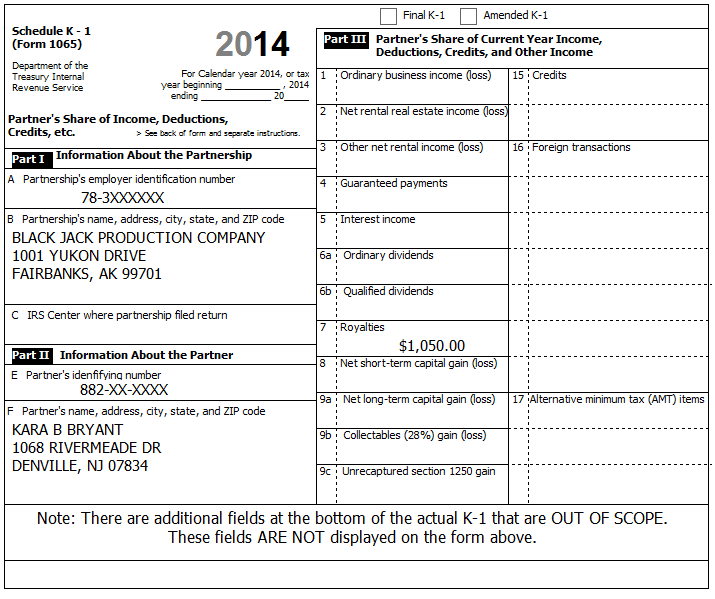 Final K-1 Amended K-1
Schedule K - 1
(Form 1065)
2014
Department of the
Treasury Internal
Revenue Service
For Calendar year 2014, or tax
year beginning __________ , 2014
ending ____________ 20____
Partner's Share of Income, Deductions,
Credits, etc. > See back of form and separate instructions.
Part I Information About the Partnership
A Partnership's employer identification number
78-3XXXXXX
B Partnership's name, address, city, state, and ZIP code
BLACK JACK PRODUCTION COMPANY
1001 YUKON DRIVE
FAIRBANKS, AK 99701
C IRS Center where partnership filed return
Part II Information About the Partner
E Partner's idenfifying number
882-XX-XXXX
F Partner's name, address, city, state, and ZIP code
KARA B BRYANT
1068 RIVERMEADE DR
DENVILLE, NJ 07834
Part III Partner's Share of Current Year Income,
Deductions, Credits, and Other Income
1 Ordinary business income (loss)
2 Net rental real estate income (loss)
3 Other net rental income (loss)
4 Guaranteed payments
5 Interest income
6a Ordinary dividends
6b Qualified dividends
7 Royalties
$1,050.00
8 Net short-term capital gain (loss)
9a Net long-term capital gain (loss)
9b Collectables (28%) gain (loss)
9c Unrecaptured section 1250 gain
15 Credits
16 Foreign transactions
17 Alternative minimum tax (AMT) items
Note: There are additional fields at the bottom of the actual K-1 that are OUT OF SCOPE.
These fields ARE NOT displayed on the form above.